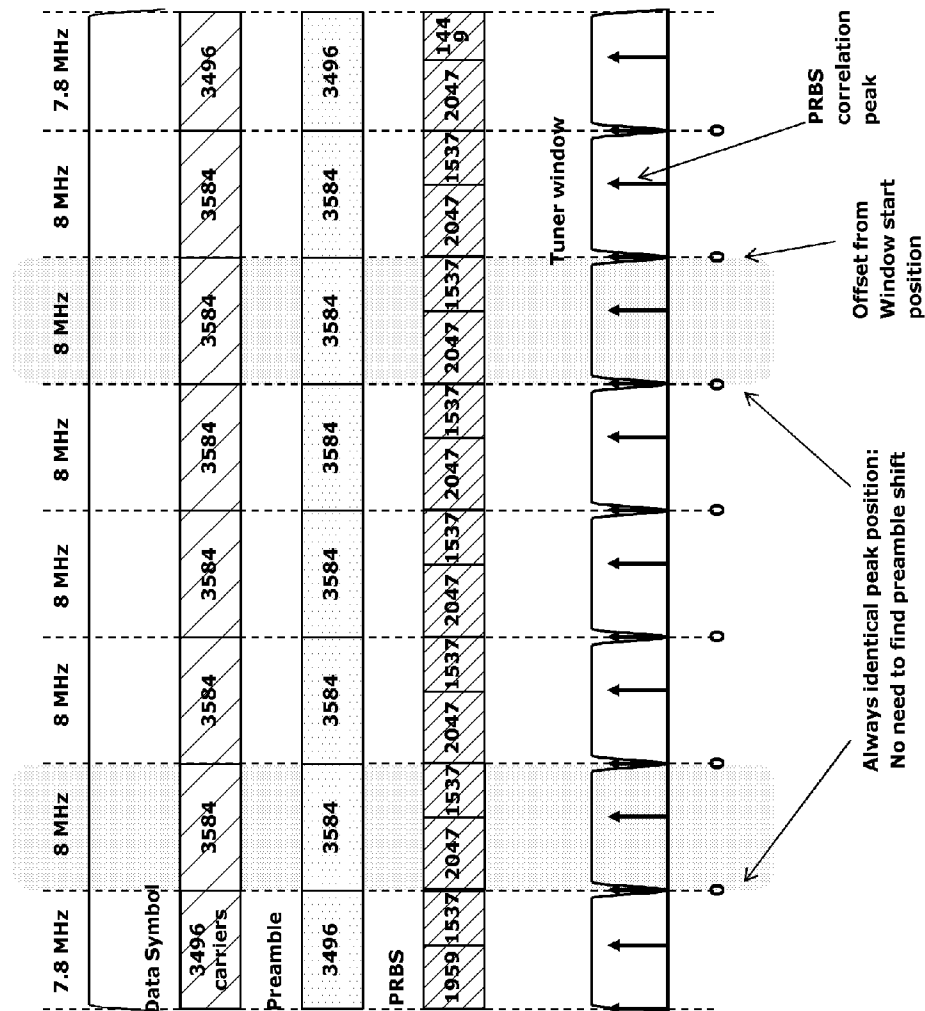 7.8 MHz 8 MHz 8 MHz 8 MHz 8 MHz 8 MHz 8 MHz 7.8 MHz
Data Symbol
3496 3584 3584 3584 3584 3584 3584 3496
carriers
Preamble
3496 3584 3584 3584 3584 3584 3584 3496
PRBS
1959 1537 2047 1537 2047 1537 2047 1537 2047 1537 2047 1537 2047 1537 2047 144
9
Tuner window
0 0 0 0 0 0 0
Always identical peak position:
No need to find preamble shift
Offset from
Window start
position
PRBS
correlation
peak